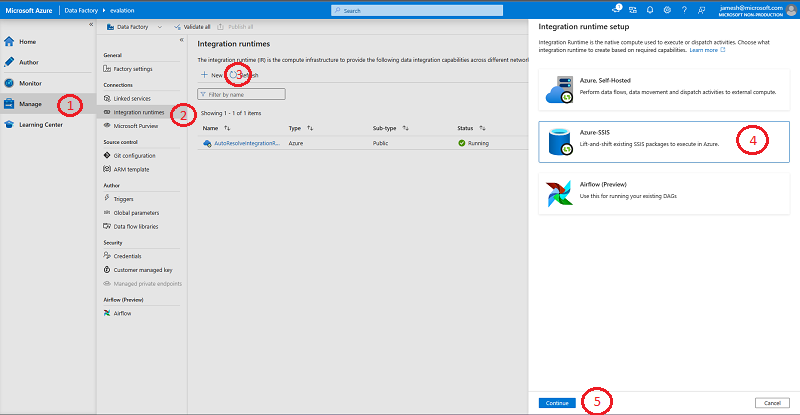 Microsoft Azure Data Factory evalation
Search
1
jamesh@microsoft.com
MICROSOFT NON-PRODUCTION
Home
Author
Monitor
Manage 1
Learning Center
Data Factory Validate all Publish all
General
Factory settings
Connections
Linked services
Integration runtimes 2
Microsoft Purview
Source control
Git configuration
ARM template
Author
Triggers
Global parameters
Data flow libraries
Security
Credentials
Customer managed key
Managed private endpoints
Airflow (Preview)
Airflow
Integration runtimes
The integration runtime (IR) is the compute infrastructure to provide the following data integration capabilities across different network
New Refresh 3
Filter by name
Showing 1 - 1 of 1 items
Name Type Sub-type Status
AutoResolveIntegrationR... Azure Public Running
Integration runtime setup
Integration Runtime is the native compute used to execute or dispatch activities. Choose what
integration runtime to create based on required capabilities. Learn more
Azure, Self-Hosted
Perform data flows, data movement and dispatch activities to external compute.
Azure-SSIS
Lift-and-shift existing SSIS packages to execute in Azure.
4
Airflow (Preview)
Use this for running your existing DAGs
Continue 5 Cancel